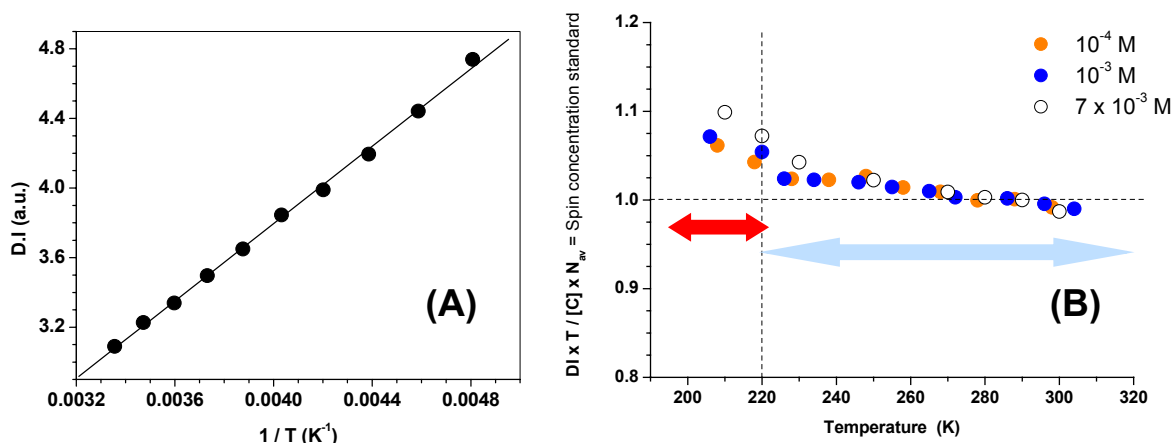 4.8
4.4
4.0
3.6
3.2
D.I (a.u.)
(A)
0.0032 0.0036 0.0040 0.0044 0.0048
1 / T (K⁻¹)
1.2
1.1
1.0
0.9
0.8
DI x T / [C] x Nav = Spin concentration standard
10⁻⁴ M
10⁻³ M
7 x 10⁻³ M
(B)
200 220 240 260 280 300 320
Temperature (K)